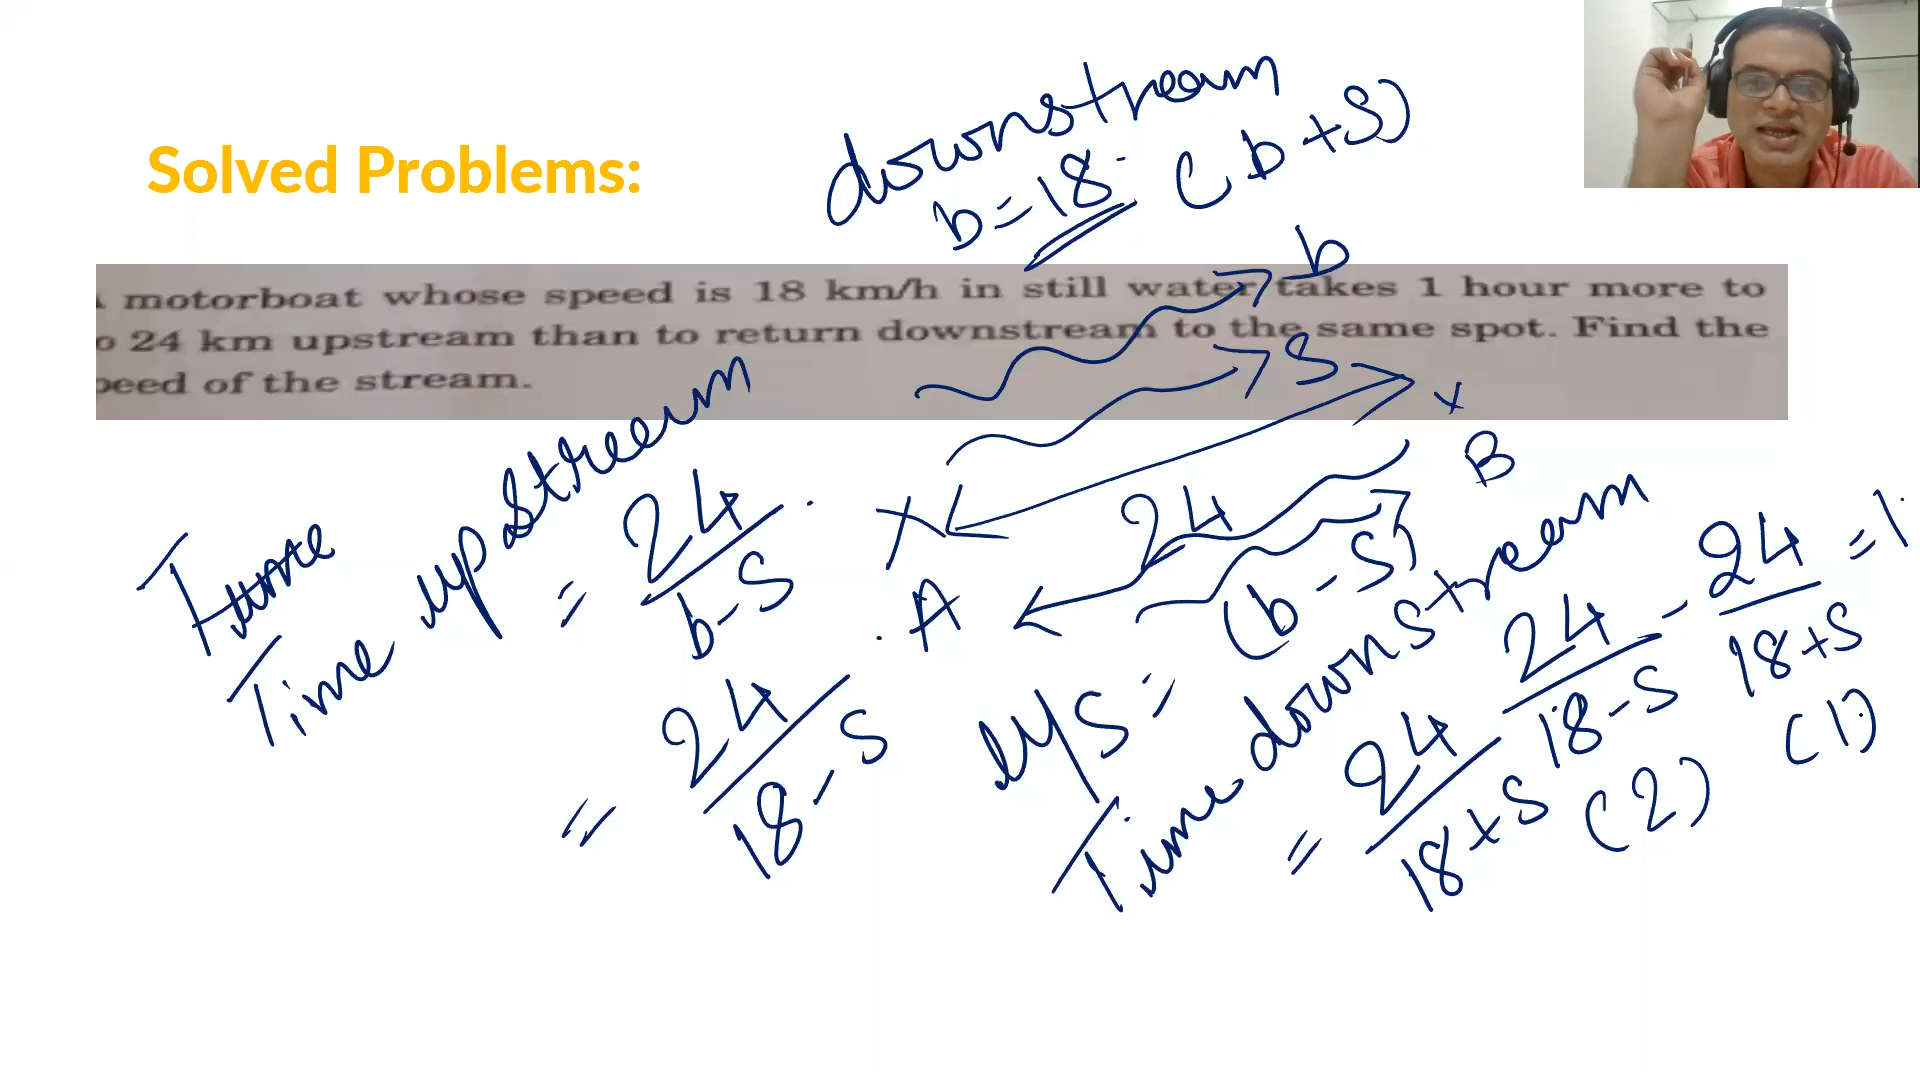 Solved Problems:
downstream
b=18 (b+S)
b
motorboat whose speed is 18 km/h in still water takes 1 hour more to
o 24 km upstream than to return downstream to the same spot. Find the
peed of the stream.
S
x
B
Time upstream
= 24/(b-S)
= 24/(18-S)
24
A
u/s = (b-S)
Time downstream
= 24/(18+S)
24/(18-S) - 24/(18+S) = 1
(2) (1)